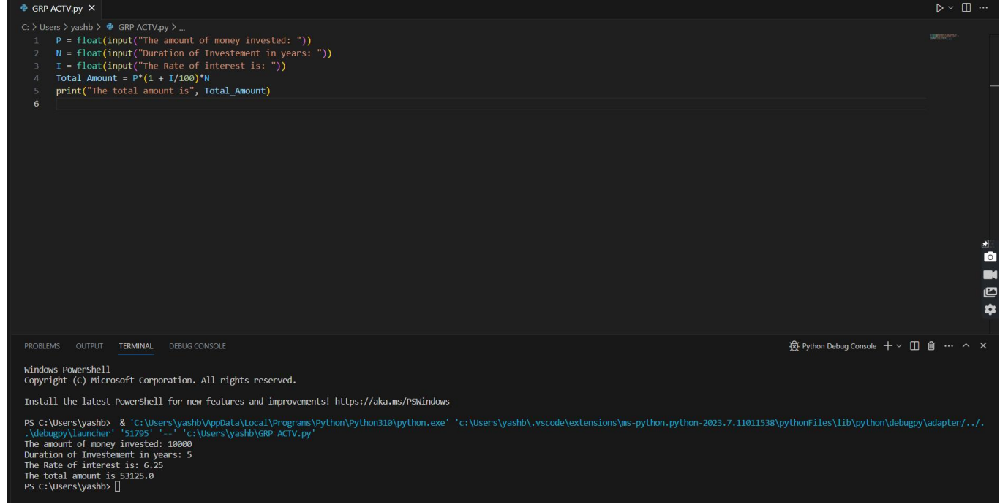 GRP ACTV.py
C: > Users > yashb > GRP ACTV.py > ...
1 P = float(input("The amount of money invested: "))
2 N = float(input("Duration of Investement in years: "))
3 I = float(input("The Rate of interest is: "))
4 Total_Amount = P*(1 + I/100)*N
5 print("The total amount is", Total_Amount)
6
PROBLEMS OUTPUT TERMINAL DEBUG CONSOLE Python Debug Console
Windows PowerShell
Copyright (C) Microsoft Corporation. All rights reserved.
Install the latest PowerShell for new features and improvements! https://aka.ms/PSWindows
PS C:\Users\yashb>  & 'C:\Users\yashb\AppData\Local\Programs\Python\Python310\python.exe' 'c:\Users\yashb\.vscode\extensions\ms-python.python-2023.7.11011538\pythonFiles\lib\python\debugpy\adapter/../.
.\debugpy\launcher' '51795' '--' 'c:\Users\yashb\GRP ACTV.py'
The amount of money invested: 10000
Duration of Investement in years: 5
The Rate of interest is: 6.25
The total amount is 53125.0
PS C:\Users\yashb>